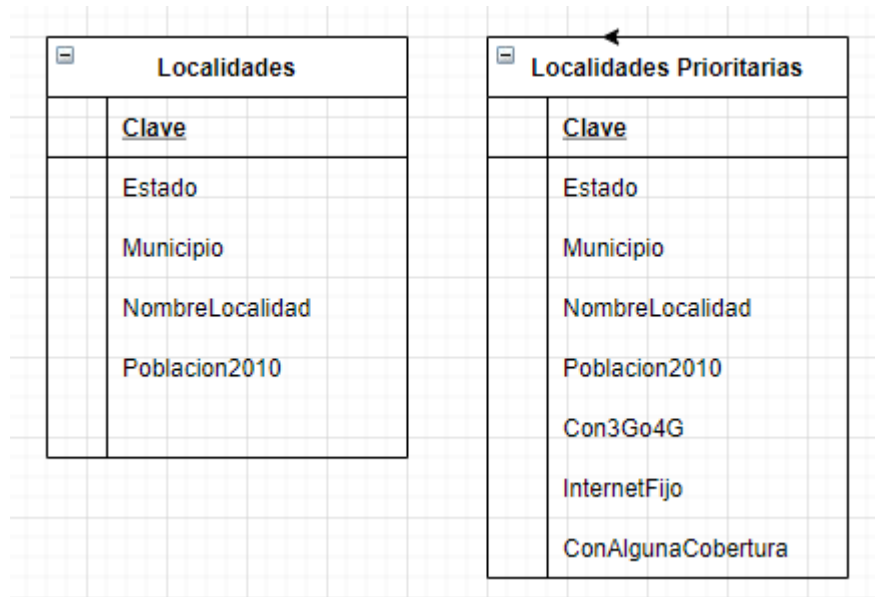 Localidades
Clave
Estado
Municipio
NombreLocalidad
Poblacion2010
Localidades Prioritarias
Clave
Estado
Municipio
NombreLocalidad
Poblacion2010
Con3Go4G
InternetFijo
ConAlgunaCobertura